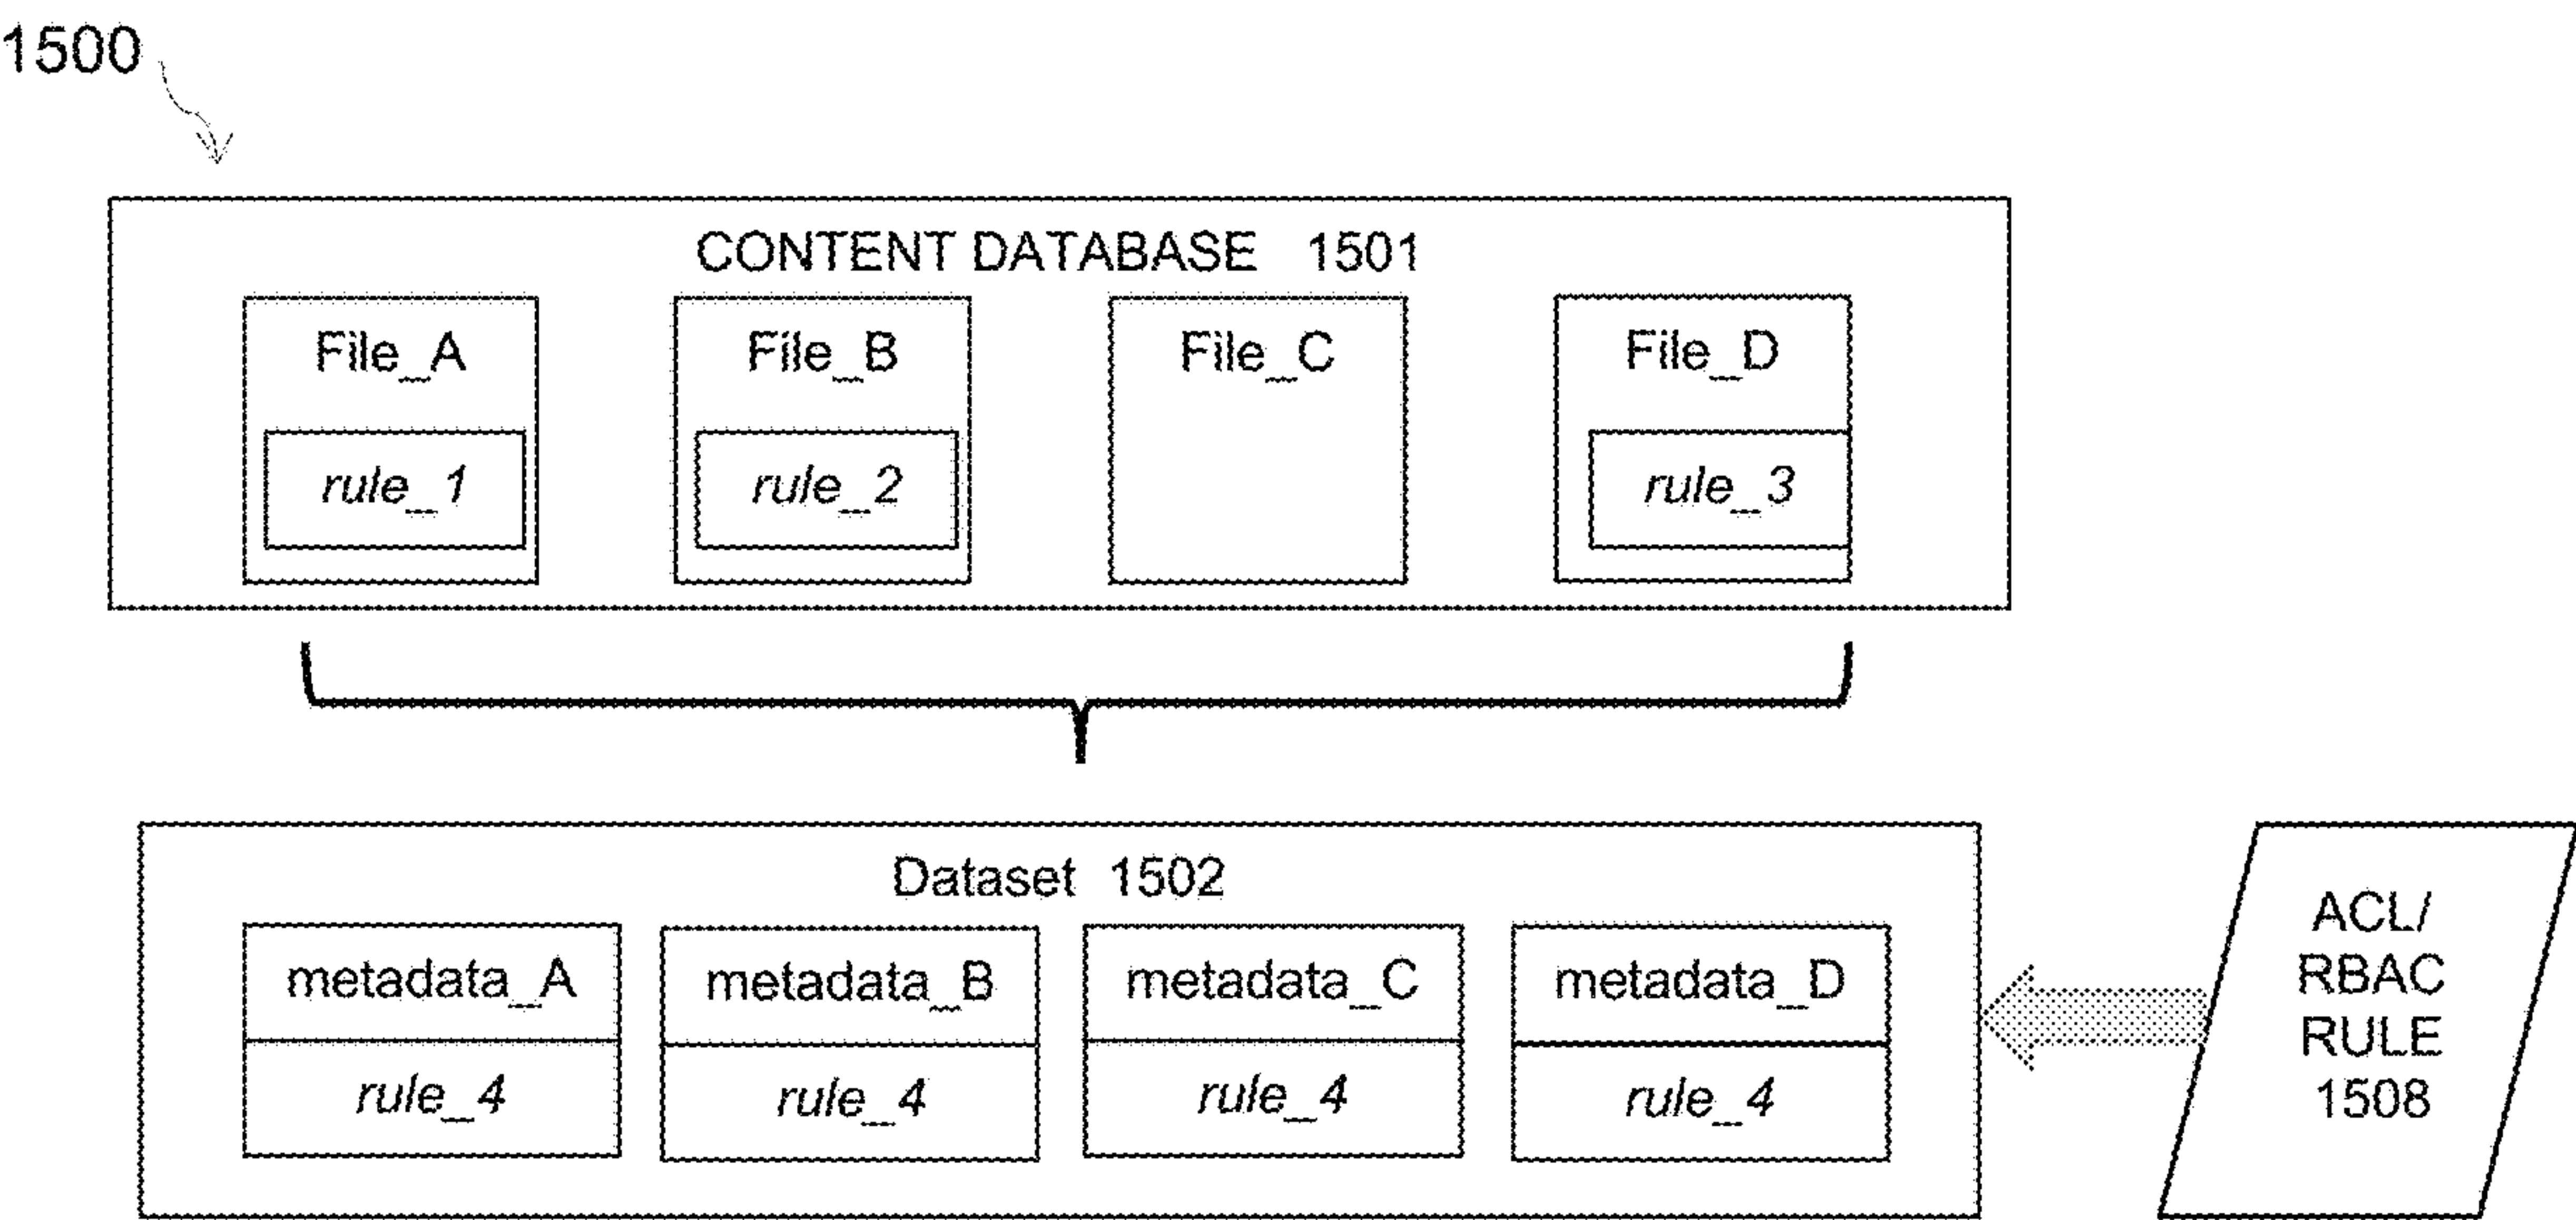 1500
CONTENT DATABASE 1501
File_A File_B File_C File_D
rule_1 rule_2 rule_3
Dataset 1502
metadata_A metadata_B metadata_C metadata_D
rule_4 rule_4 rule_4 rule_4
ACL/
RBAC
RULE
1508